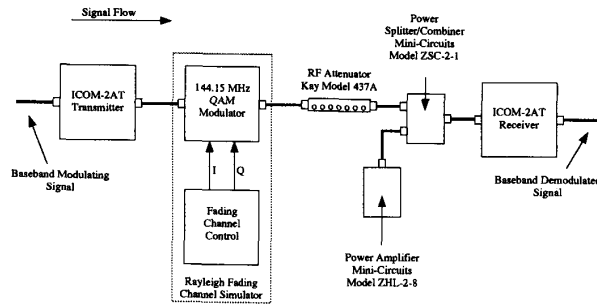 Signal Flow
Power
Splitter/Combiner
Mini-Circuits
Model ZSC-2-1
RF Attenuator
Kay Model 437A
ICOM-2AT
Transmitter
144.15 MHz
QAM
Modulator
ICOM-2AT
Receiver
Baseband Modulating
Signal
I
Q
Baseband Demodulated
Signal
Fading
Channel
Control
Power Amplifier
Mini-Circuits
Model ZHL-2-8
Rayleigh Fading
Channel Simulator